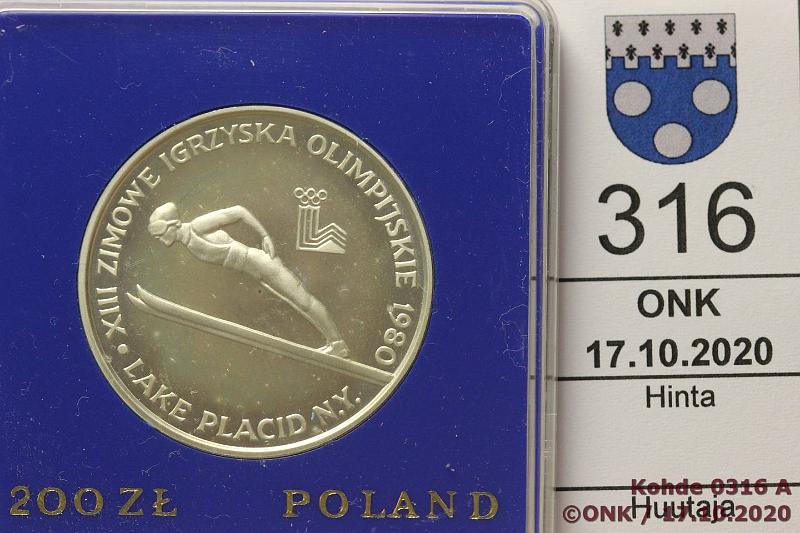 XIII ZIMOWE IGRZYSKA OLIMPIJSKIE 1980
• LAKE PLACID, N.Y.
200 ZŁ POLAND
316
ONK
17.10.2020
Hinta
Huutaja
Kohde 0316 A
©ONK / 17.10.2020